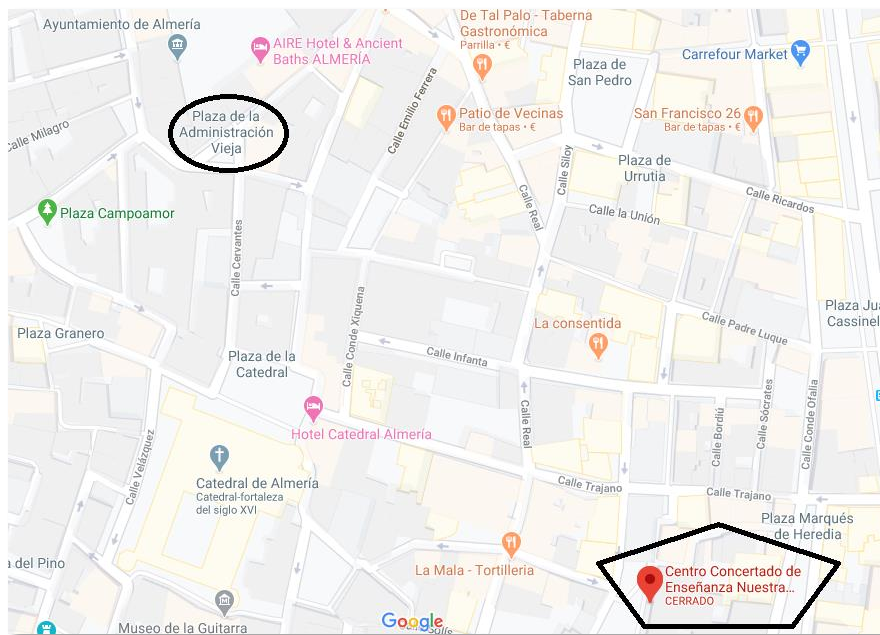 Ayuntamiento de Almería
AIRE Hotel & Ancient
Baths ALMERÍA
De Tal Palo - Taberna
Gastronómica
Parrilla • €
Plaza de
San Pedro
Carrefour Market
Plaza de la
Administración
Vieja
Calle Milagro
Calle Emilio Ferrera
Patio de Vecinas
Bar de tapas • €
San Francisco 26
Bar de tapas • €
Calle Siloy
Plaza de
Urrutia
Calle Ricardos
Plaza Campoamor
Calle Real
Calle la Unión
Calle Cervantes
Calle Conde Xiquena
Plaza Granero
La consentida
Calle Padre Luque
Plaza Jua
Cassinel
Plaza de la
Catedral
Calle Infanta
Hotel Catedral Almería
Calle Real
Calle Bordiú
Calle Sócrates
Calle Conde Ofalia
Calle Velázquez
Catedral de Almería
Catedral-fortaleza
del siglo XVI
Calle Trajano
Calle Trajano
Plaza Marqués
de Heredia
a del Pino
La Mala - Tortilleria
Centro Concertado de
Enseñanza Nuestra...
CERRADO
Museo de la Guitarra
Google